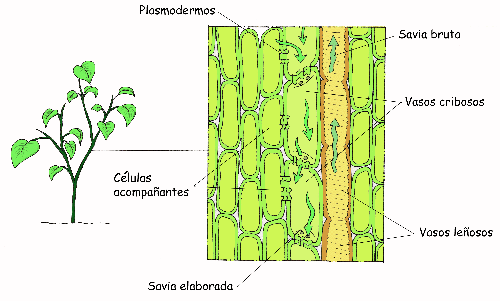 Plasmodermos
Savia bruta
Vasos cribosos
Células
acompañantes
Vasos leñosos
Savia elaborada